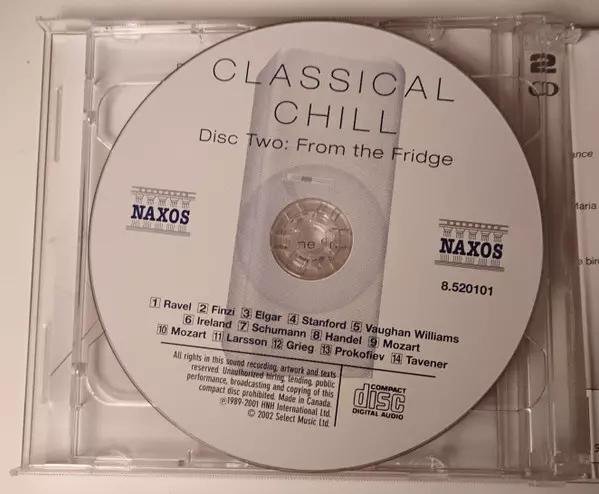 CLASSICAL
CHILL
Disc Two: From the Fridge
2
CD
NAXOS
NAXOS
8.520101
1 Ravel 2 Finzi 3 Elgar 4 Stanford 5 Vaughan Williams
6 Ireland 7 Schumann 8 Handel 9 Mozart
10 Mozart 11 Larsson 12 Grieg 13 Prokofiev 14 Tavener
All rights in this sound recording, artwork and texts
reserved. Unauthorized hiring, lending, public
performance, broadcasting and copying of this
compact disc prohibited. Made in Canada.
℗1989-2001 HNH International Ltd.
© 2002 Select Music Ltd.
COMPACT
disc
DIGITAL AUDIO